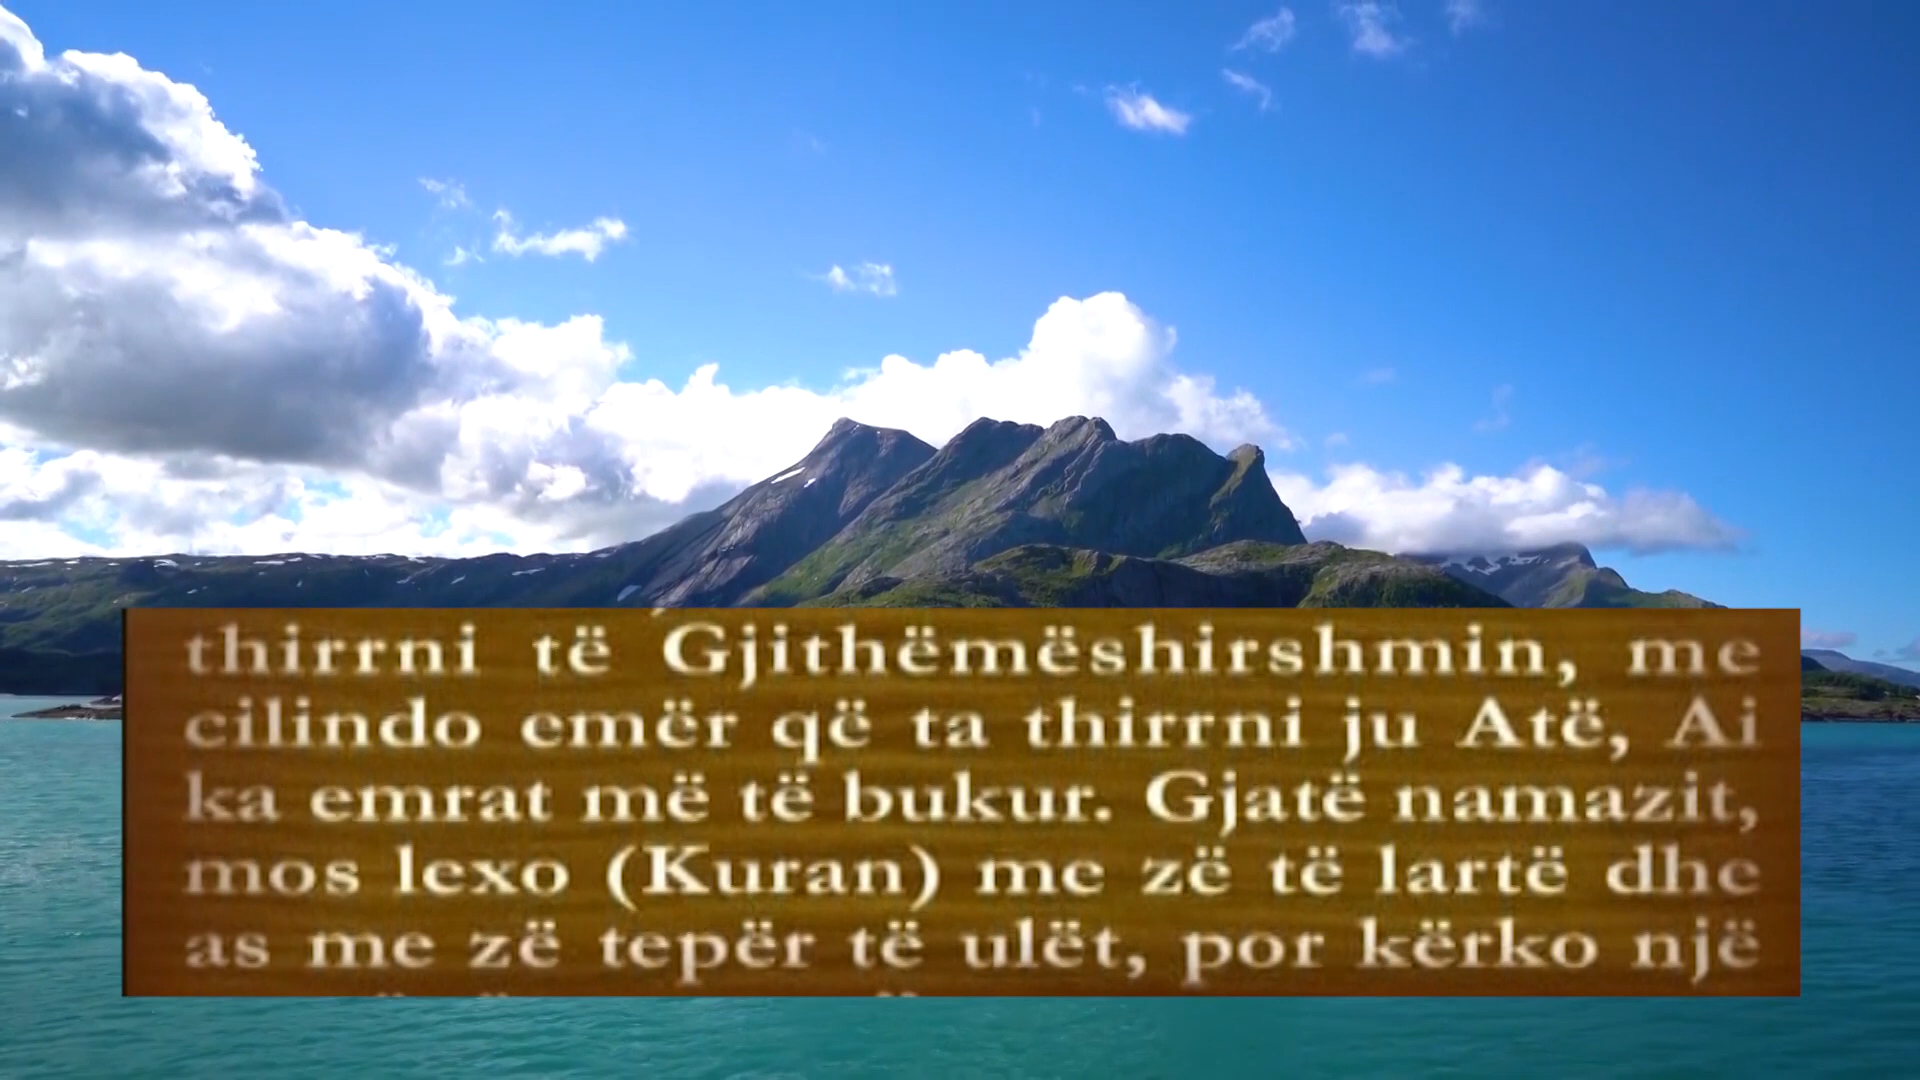 thirrni të Gjithëmëshirshmin, me
cilindo emër që ta thirrni ju Atë, Ai
ka emrat më të bukur. Gjatë namazit,
mos lexo (Kuran) me zë të lartë dhe
as me zë tepër të ulët, por kërko një